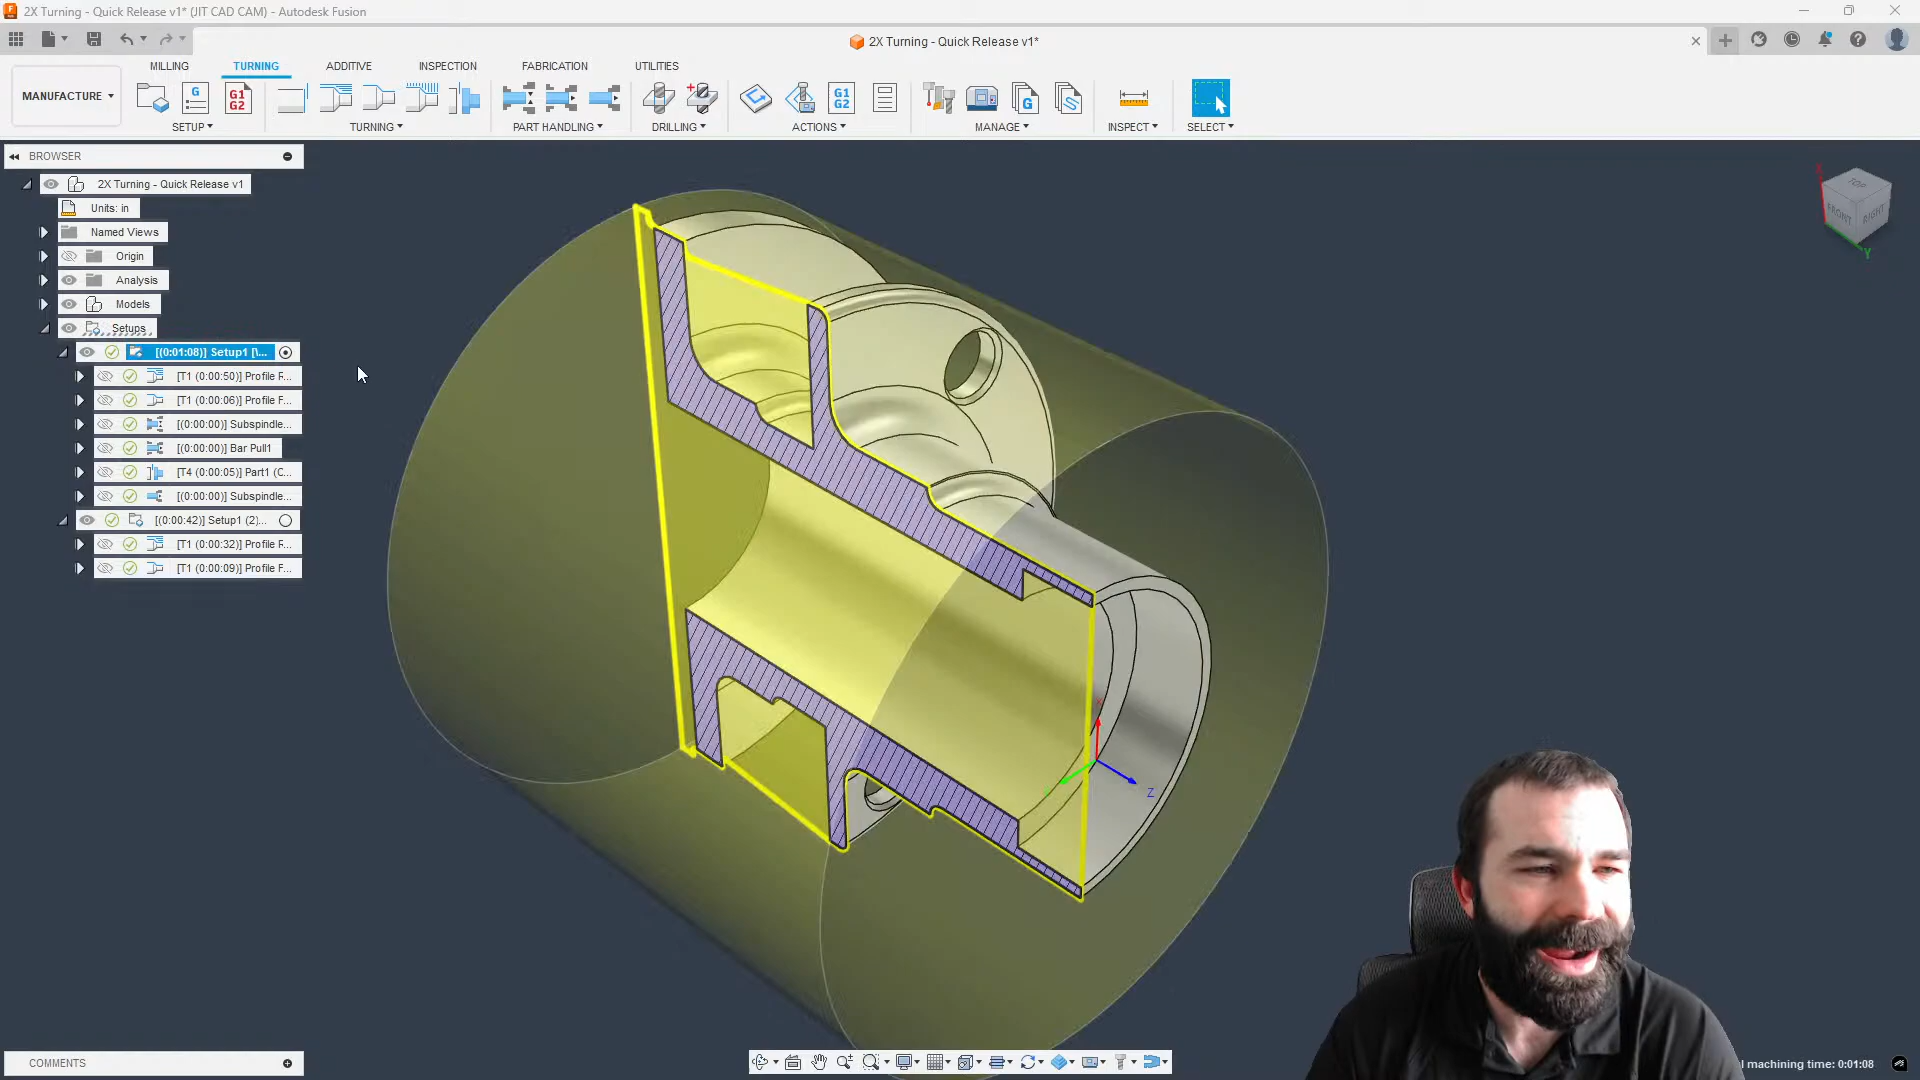 2X Turning - Quick Release v1* (JIT CAD CAM) - Autodesk Fusion
2X Turning - Quick Release v1*
MILLING TURNING ADDITIVE INSPECTION FABRICATION UTILITIES
MANUFACTURE
SETUP TURNING PART HANDLING DRILLING ACTIONS MANAGE INSPECT SELECT
BROWSER
2X Turning - Quick Release v1
Units: in
Named Views
Origin
Analysis
Models
Setups
[(0:01:08)] Setup1 [\...
[T1 (0:00:50)] Profile R...
[T1 (0:00:06)] Profile F...
[(0:00:00)] Subspindle...
[(0:00:00)] Bar Pull1
[T4 (0:00:05)] Part1 (C...
[(0:00:00)] Subspindle...
[(0:00:42)] Setup1 (2)...
[T1 (0:00:32)] Profile R...
[T1 (0:00:09)] Profile F...
TOP
FRONT
RIGHT
Y
Z
COMMENTS
l machining time: 0:01:08